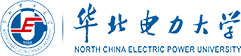 华北电力大学
NORTH CHINA ELECTRIC POWER UNIVERSITY